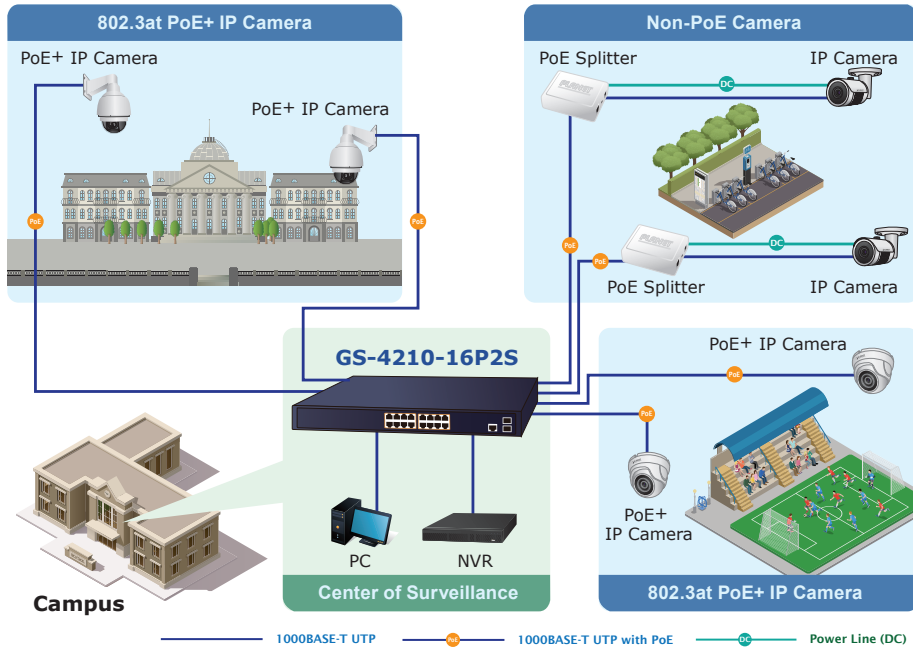 802.3at PoE+ IP Camera
PoE+ IP Camera
PoE+ IP Camera
PoE
PoE
Non-PoE Camera
PoE Splitter
IP Camera
PLANET
DC
PoE
PLANET
DC
PoE
PoE Splitter
IP Camera
GS-4210-16P2S
PC
NVR
Center of Surveillance
Campus
PoE+ IP Camera
PoE
PoE
PoE+
IP Camera
802.3at PoE+ IP Camera
1000BASE-T UTP
PoE
1000BASE-T UTP with PoE
DC
Power Line (DC)